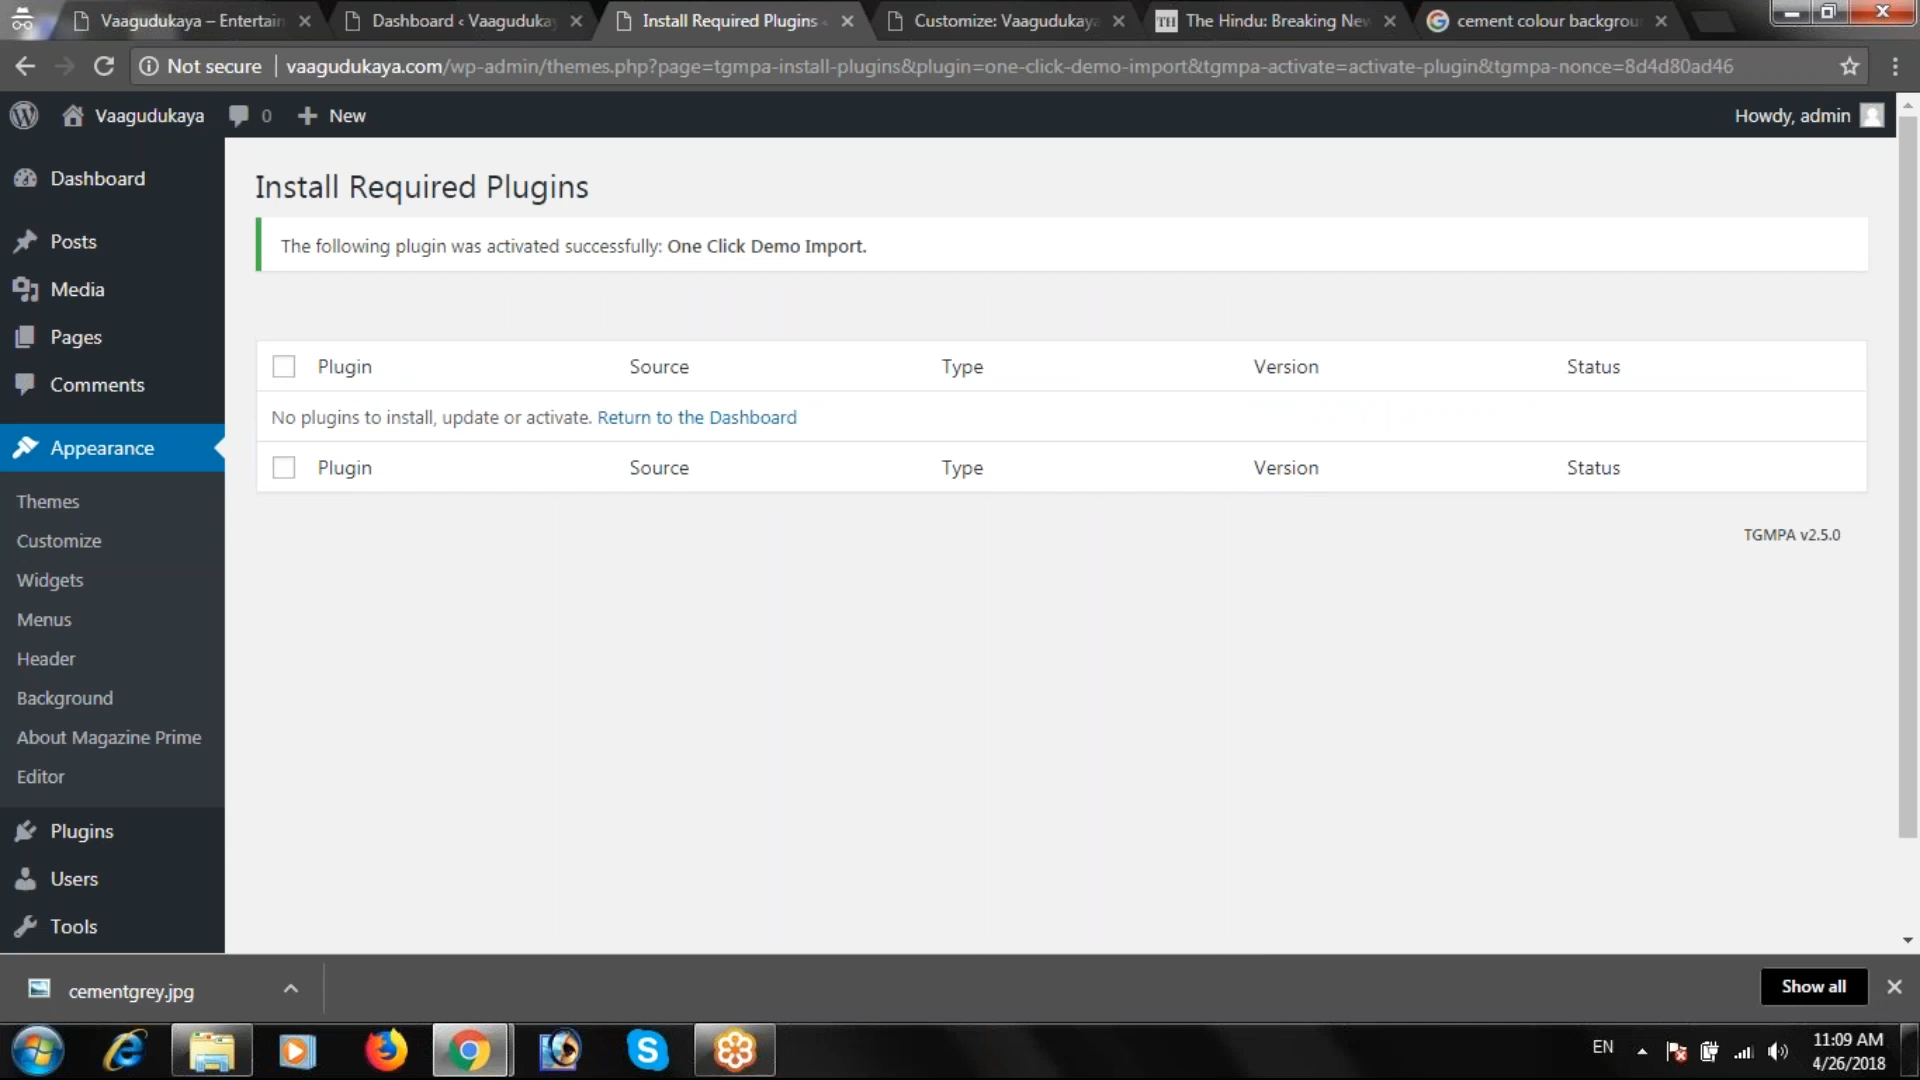 Vaagudukaya – Entertain
Dashboard ‹ Vaagudukay
Install Required Plugins
Customize: Vaagudukaya
TH The Hindu: Breaking New
cement colour backgrou
Not secure | vaagudukaya.com/wp-admin/themes.php?page=tgmpa-install-plugins&plugin=one-click-demo-import&tgmpa-activate=activate-plugin&tgmpa-nonce=8d4d80ad46
Vaagudukaya 0 + New Howdy, admin
Dashboard
Posts
Media
Pages
Comments
Appearance
Themes
Customize
Widgets
Menus
Header
Background
About Magazine Prime
Editor
Plugins
Users
Tools
Install Required Plugins
The following plugin was activated successfully: One Click Demo Import.
Plugin Source Type Version Status
No plugins to install, update or activate. Return to the Dashboard
Plugin Source Type Version Status
TGMPA v2.5.0
cementgrey.jpg
Show all
EN
11:09 AM
4/26/2018